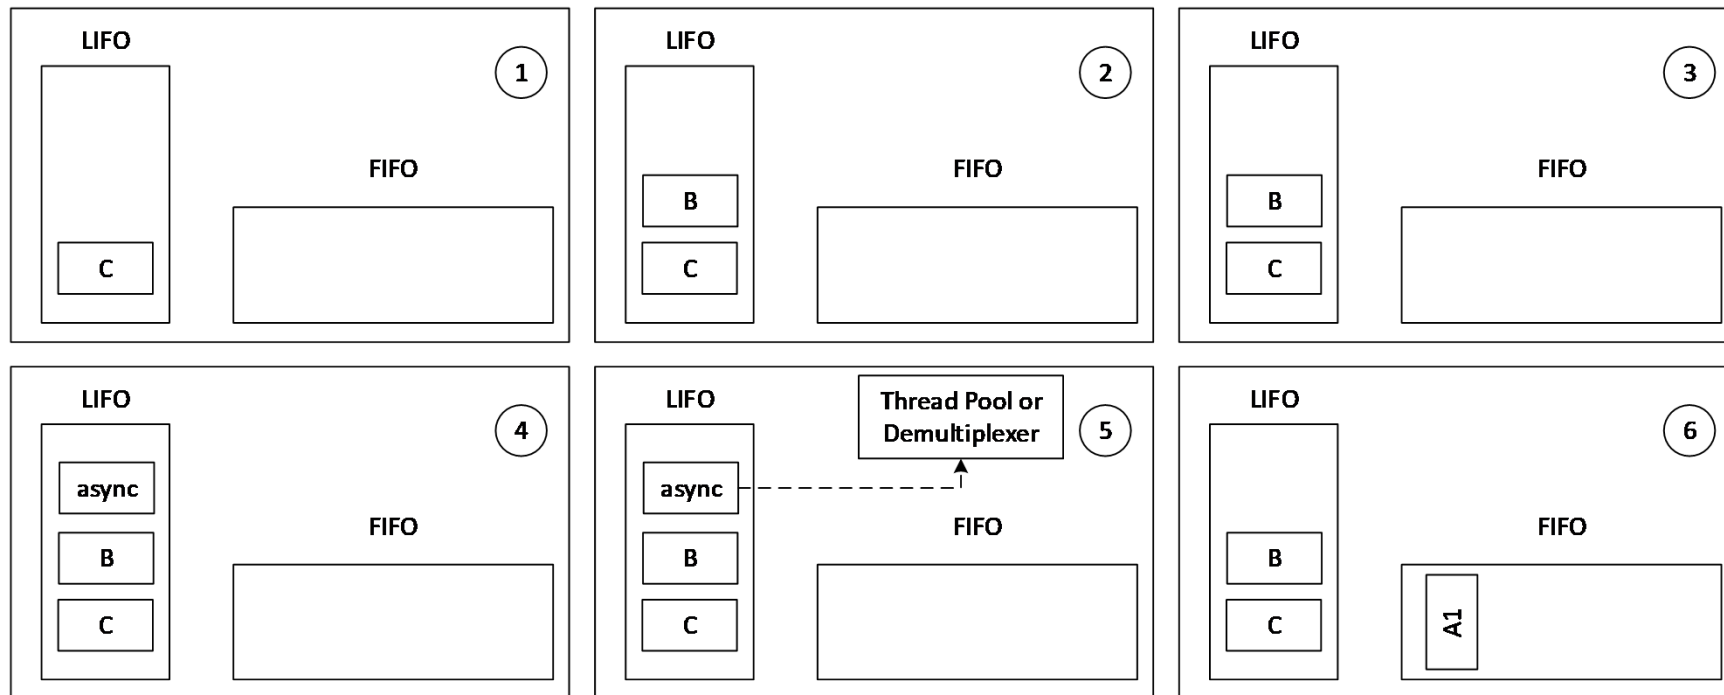 LIFO
1
FIFO
C
LIFO
2
FIFO
B
C
LIFO
3
FIFO
B
C
LIFO
4
async
FIFO
B
C
LIFO
Thread Pool or
Demultiplexer
5
async
FIFO
B
C
LIFO
6
FIFO
B
C
A1